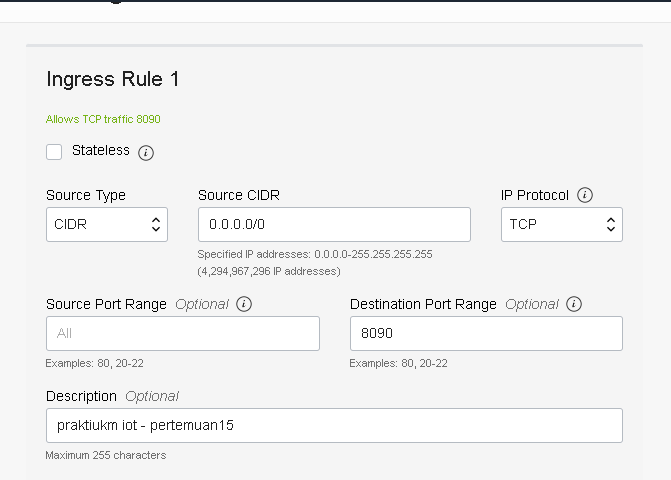 Ingress Rule 1
Allows TCP traffic 8090
Stateless
Source Type Source CIDR IP Protocol
CIDR 0.0.0.0/0 TCP
Specified IP addresses: 0.0.0.0-255.255.255.255
(4,294,967,296 IP addresses)
Source Port Range Optional Destination Port Range Optional
All 8090
Examples: 80, 20-22 Examples: 80, 20-22
Description Optional
praktiukm iot - pertemuan15
Maximum 255 characters